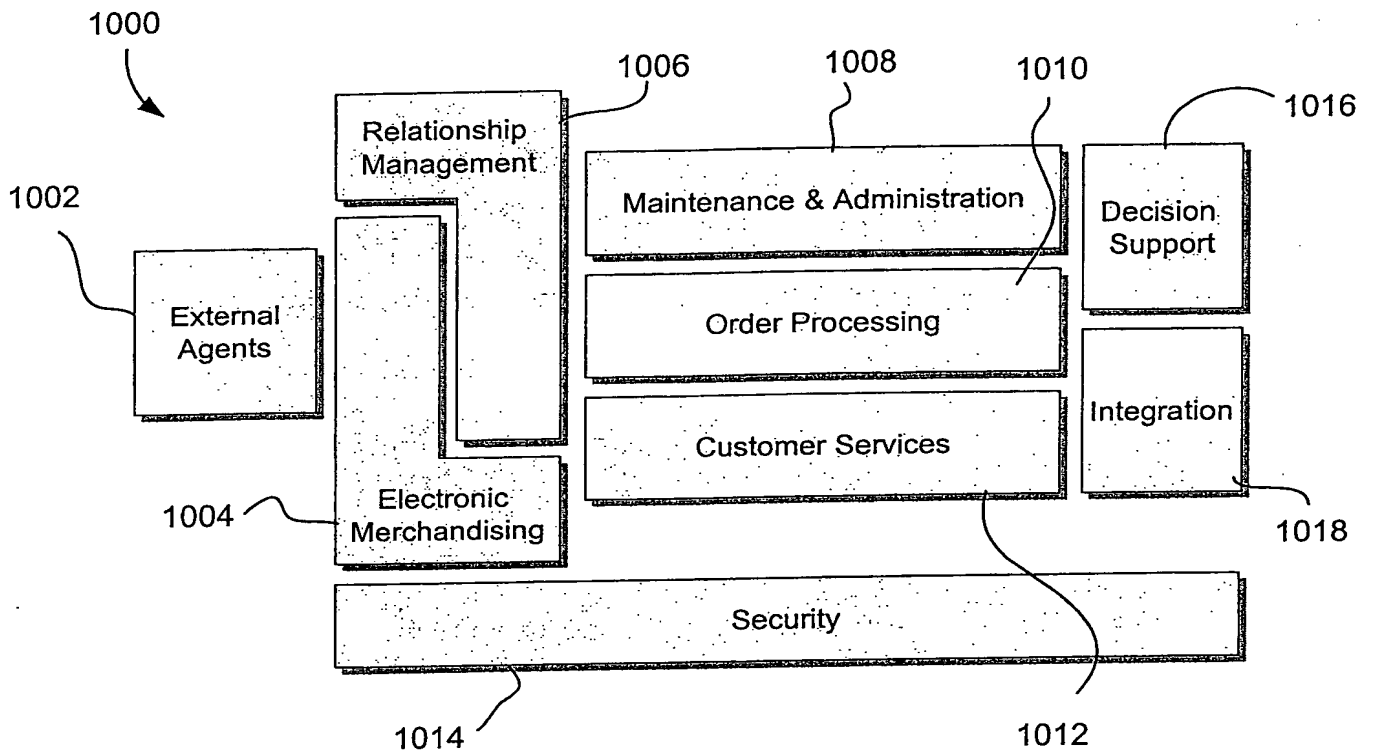 1000
1006
1008
1010
1016
Relationship
Management
1002
Maintenance & Administration
Decision
Support
External
Agents
Order Processing
Integration
Customer Services
1004
Electronic
Merchandising
1018
Security
1014
1012